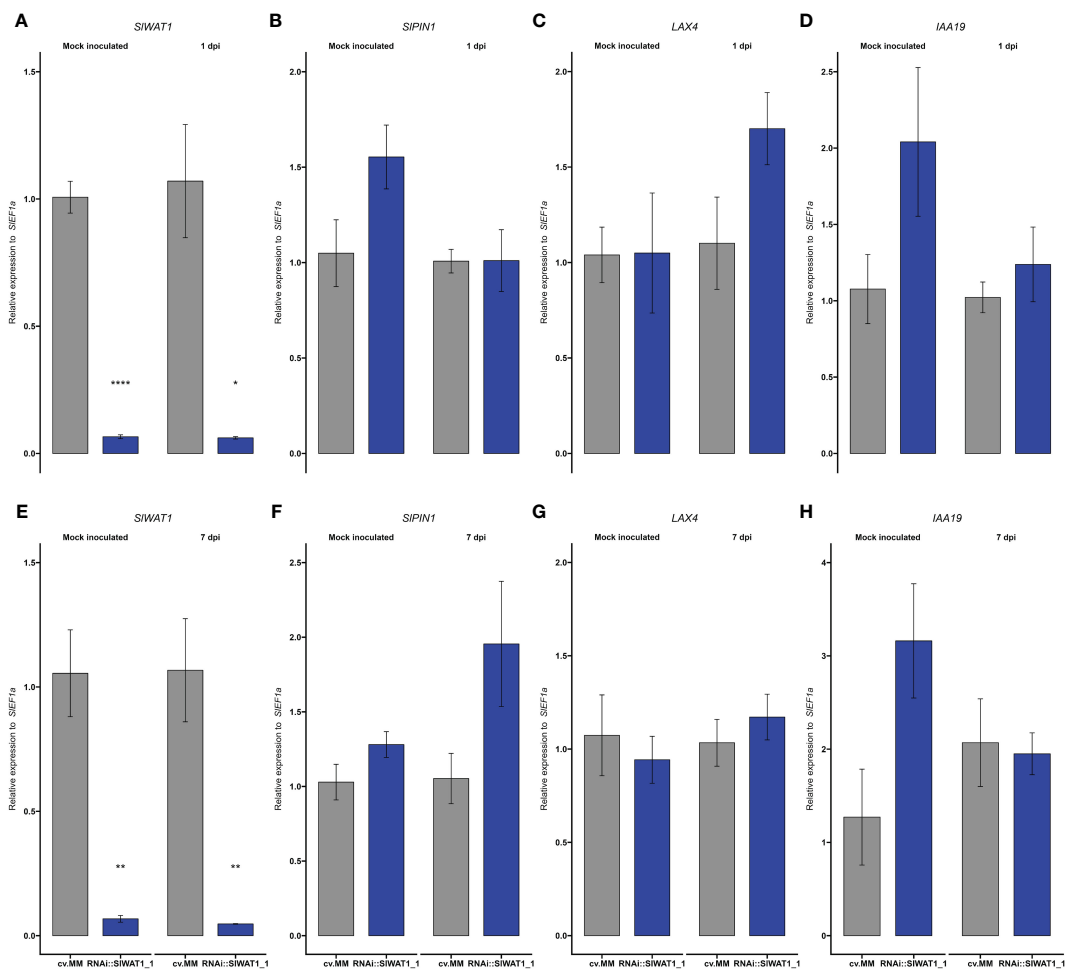 A SlWAT1
Mock inoculated 1 dpi
Relative expression to SlEF1a
1.5
1.0
0.5
0.0
**** *
B SlPIN1
Mock inoculated 1 dpi
Relative expression to SlEF1a
2.0
1.5
1.0
0.5
0.0
C LAX4
Mock inoculated 1 dpi
Relative expression to SlEF1a
2.0
1.5
1.0
0.5
0.0
D IAA19
Mock inoculated 1 dpi
Relative expression to SlEF1a
2.5
2.0
1.5
1.0
0.5
0.0
E SlWAT1
Mock inoculated 7 dpi
Relative expression to SlEF1a
1.5
1.0
0.5
0.0
** **
cv.MM RNAi::SlWAT1_1 cv.MM RNAi::SlWAT1_1
F SlPIN1
Mock inoculated 7 dpi
Relative expression to SlEF1a
2.5
2.0
1.5
1.0
0.5
0.0
cv.MM RNAi::SlWAT1_1 cv.MM RNAi::SlWAT1_1
G LAX4
Mock inoculated 7 dpi
Relative expression to SlEF1a
2.0
1.5
1.0
0.5
0.0
cv.MM RNAi::SlWAT1_1 cv.MM RNAi::SlWAT1_1
H IAA19
Mock inoculated 7 dpi
Relative expression to SlEF1a
4
3
2
1
0
cv.MM RNAi::SlWAT1_1 cv.MM RNAi::SlWAT1_1